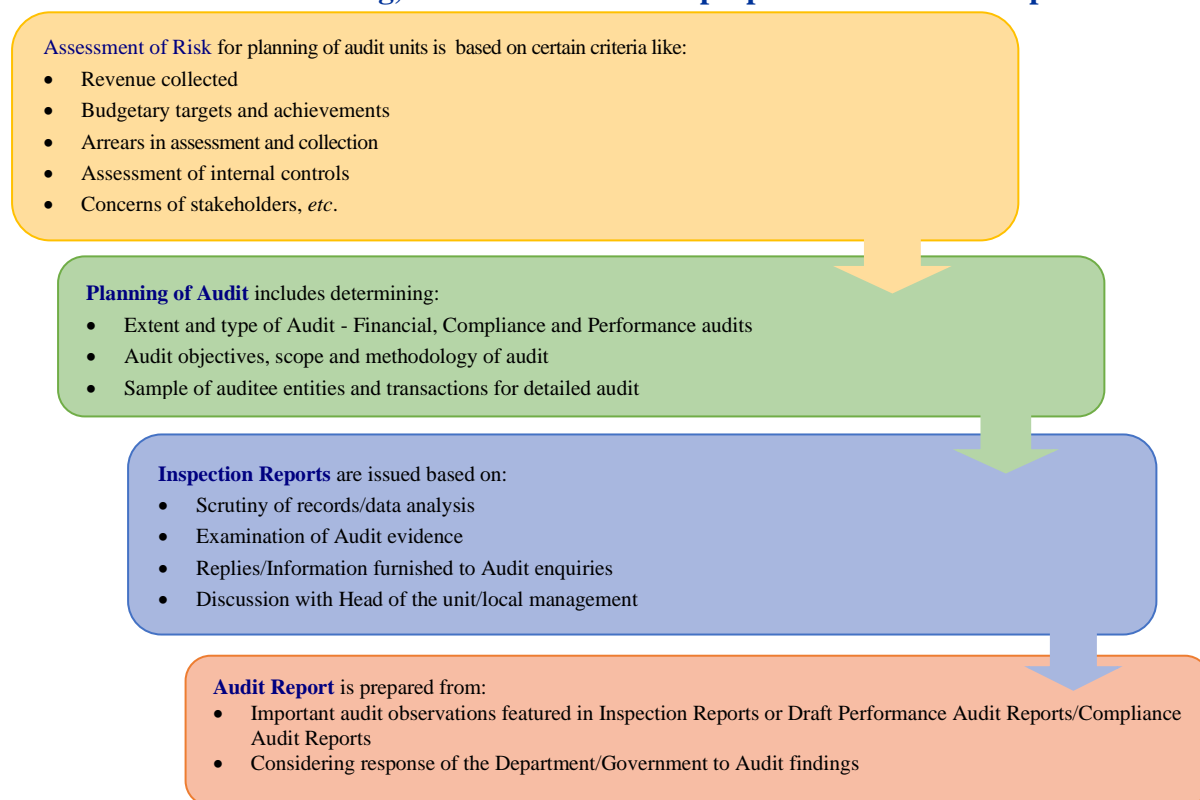 Assessment of Risk for planning of audit units is based on certain criteria like:
• Revenue collected
• Budgetary targets and achievements
• Arrears in assessment and collection
• Assessment of internal controls
• Concerns of stakeholders, etc.
Planning of Audit includes determining:
• Extent and type of Audit - Financial, Compliance and Performance audits
• Audit objectives, scope and methodology of audit
• Sample of auditee entities and transactions for detailed audit
Inspection Reports are issued based on:
• Scrutiny of records/data analysis
• Examination of Audit evidence
• Replies/Information furnished to Audit enquiries
• Discussion with Head of the unit/local management
Audit Report is prepared from:
• Important audit observations featured in Inspection Reports or Draft Performance Audit Reports/Compliance
Audit Reports
• Considering response of the Department/Government to Audit findings